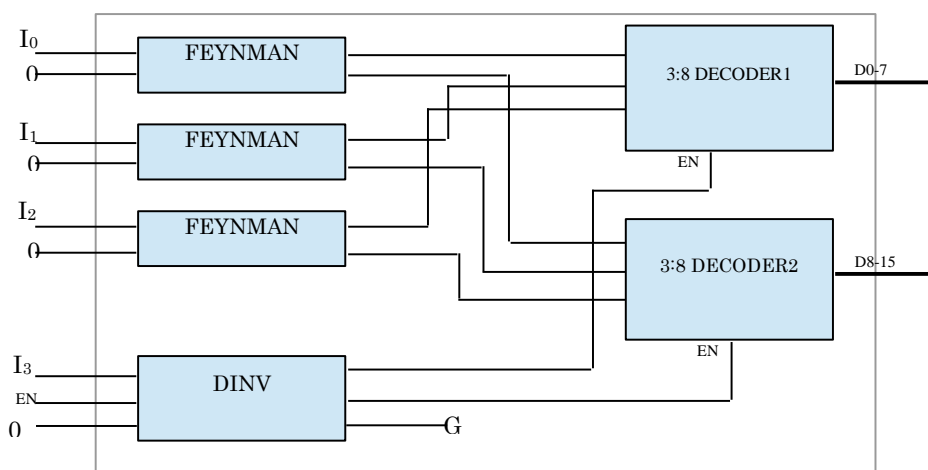 I0
0
FEYNMAN
3:8 DECODER1
D0-7
I1
0
FEYNMAN
EN
I2
0
FEYNMAN
3:8 DECODER2
D8-15
EN
I3
EN
0
DINV
G